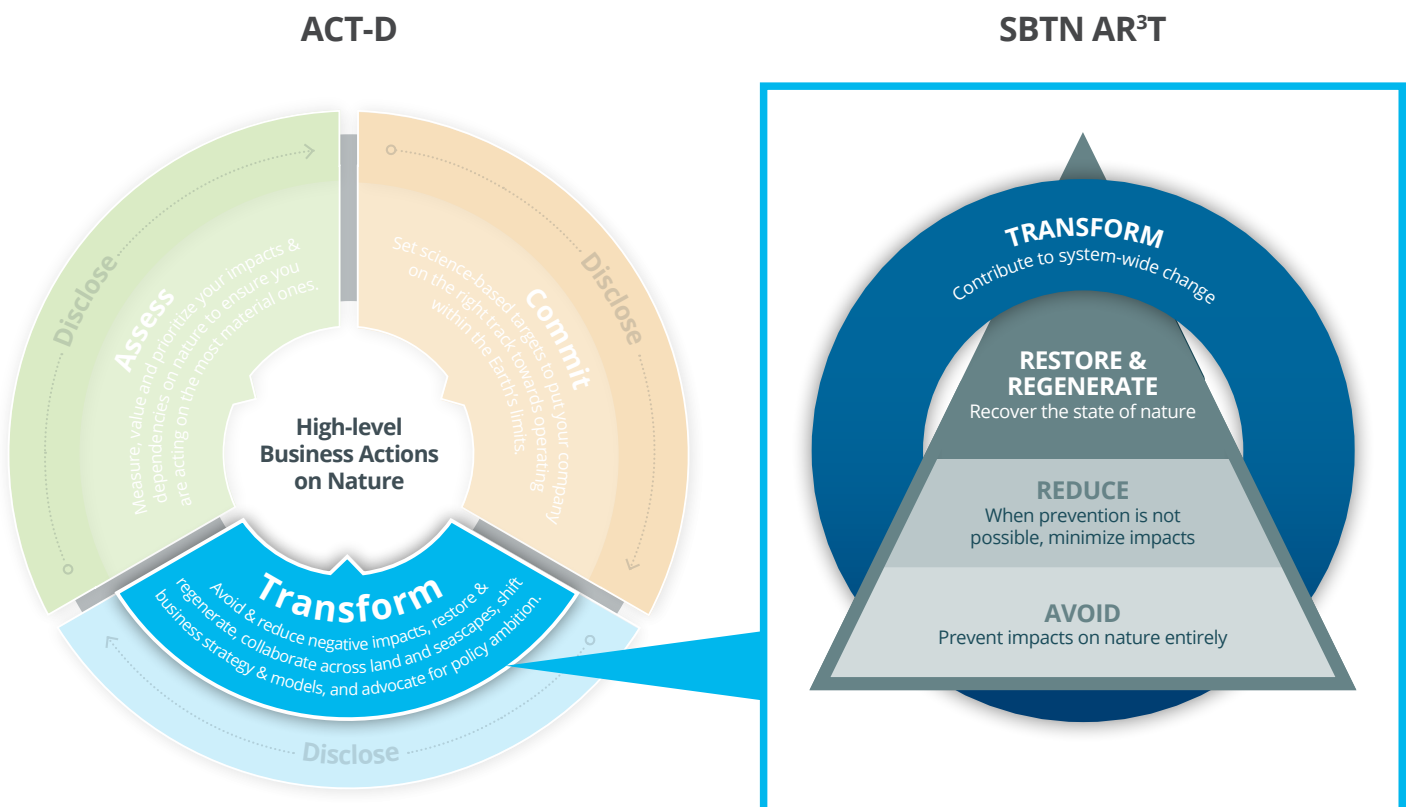 ACT-D
SBTN AR³T
Disclose
Assess
Measure, value and prioritize your impacts &
dependencies on nature to ensure you
are acting on the most material ones.
Disclose
Commit
Set science-based targets to put your company
on the right track towards operating
within the Earth's limits.
High-level
Business Actions
on Nature
Transform
Avoid & reduce negative impacts, restore &
regenerate, collaborate across land and seascapes, shift
business strategy & models, and advocate for policy ambition.
Disclose
TRANSFORM
Contribute to system-wide change
RESTORE &
REGENERATE
Recover the state of nature
REDUCE
When prevention is not
possible, minimize impacts
AVOID
Prevent impacts on nature entirely